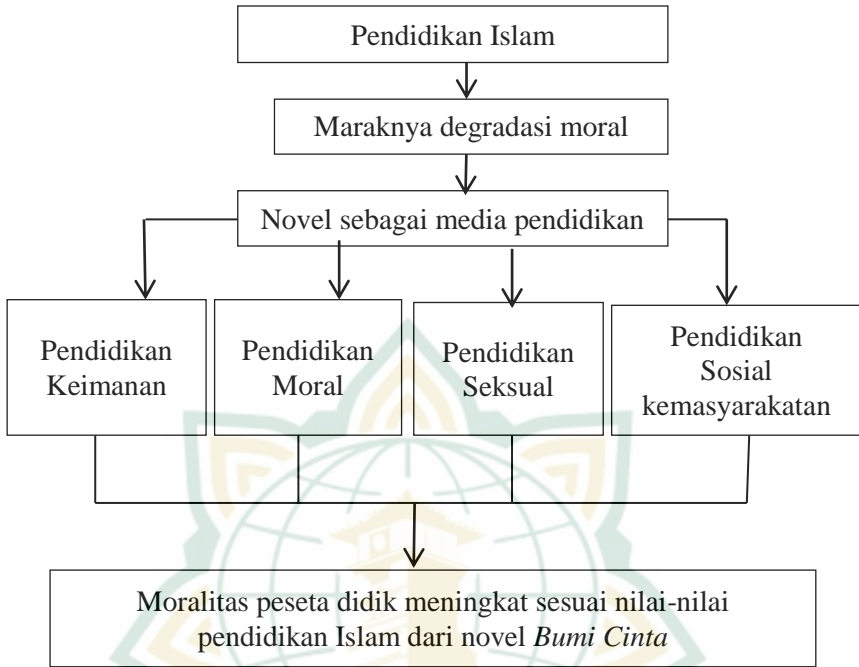 Pendidikan Islam
Maraknya degradasi moral
Novel sebagai media pendidikan
Pendidikan
Keimanan
Pendidikan
Moral
Pendidikan
Seksual
Pendidikan
Sosial
kemasyarakatan
Moralitas peseta didik meningkat sesuai nilai-nilai
pendidikan Islam dari novel Bumi Cinta